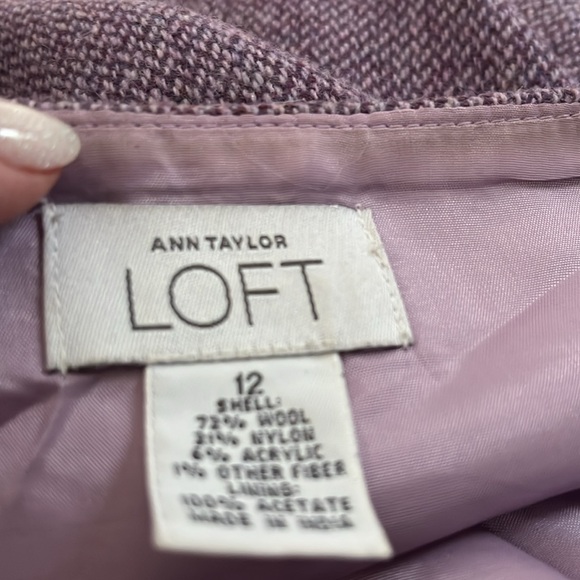 ANN TAYLOR
LOFT
12
SHELL:
72% WOOL
21% NYLON
6% ACRYLIC
1% OTHER FIBER
LINING:
100% ACETATE
MADE IN INDIA